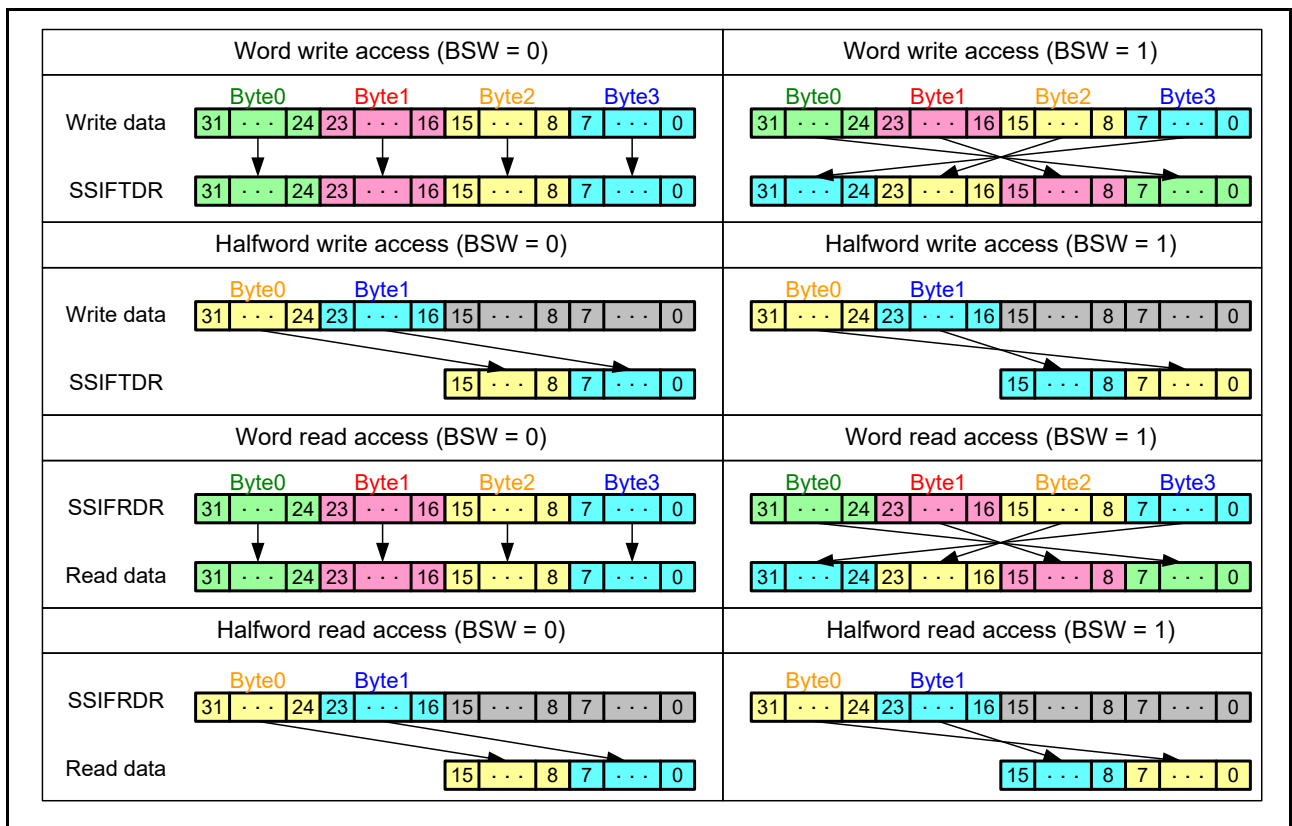 Word write access (BSW = 0) Word write access (BSW = 1)
Byte0 Byte1 Byte2 Byte3 Byte0 Byte1 Byte2 Byte3
Write data 31 · · · 24 23 · · · 16 15 · · · 8 7 · · · 0 31 · · · 24 23 · · · 16 15 · · · 8 7 · · · 0
SSIFTDR 31 · · · 24 23 · · · 16 15 · · · 8 7 · · · 0 31 · · · 24 23 · · · 16 15 · · · 8 7 · · · 0
Halfword write access (BSW = 0) Halfword write access (BSW = 1)
Byte0 Byte1 Byte0 Byte1
Write data 31 · · · 24 23 · · · 16 15 · · · 8 7 · · · 0 31 · · · 24 23 · · · 16 15 · · · 8 7 · · · 0
SSIFTDR 15 · · · 8 7 · · · 0 15 · · · 8 7 · · · 0
Word read access (BSW = 0) Word read access (BSW = 1)
Byte0 Byte1 Byte2 Byte3 Byte0 Byte1 Byte2 Byte3
SSIFRDR 31 · · · 24 23 · · · 16 15 · · · 8 7 · · · 0 31 · · · 24 23 · · · 16 15 · · · 8 7 · · · 0
Read data 31 · · · 24 23 · · · 16 15 · · · 8 7 · · · 0 31 · · · 24 23 · · · 16 15 · · · 8 7 · · · 0
Halfword read access (BSW = 0) Halfword read access (BSW = 1)
Byte0 Byte1 Byte0 Byte1
SSIFRDR 31 · · · 24 23 · · · 16 15 · · · 8 7 · · · 0 31 · · · 24 23 · · · 16 15 · · · 8 7 · · · 0
Read data 15 · · · 8 7 · · · 0 15 · · · 8 7 · · · 0